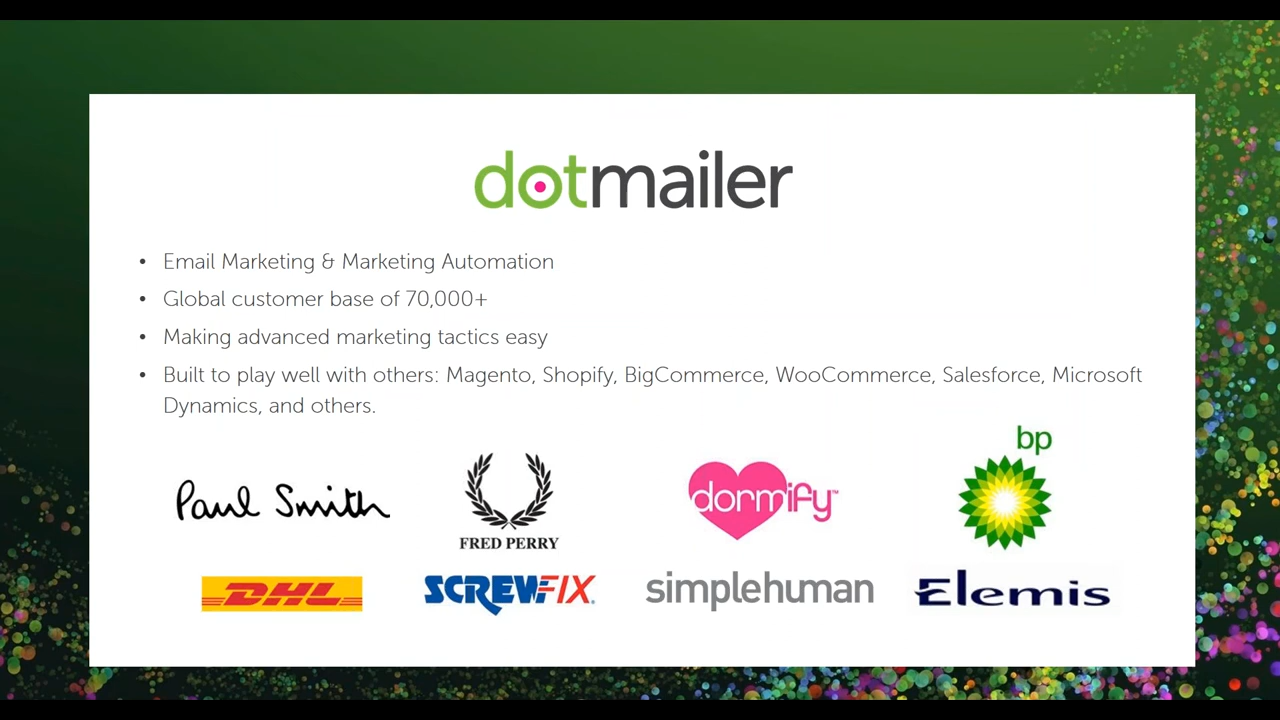 dotmailer
• Email Marketing & Marketing Automation
• Global customer base of 70,000+
• Making advanced marketing tactics easy
• Built to play well with others: Magento, Shopify, BigCommerce, WooCommerce, Salesforce, Microsoft
Dynamics, and others.
bp
Paul Smith
dormify™
FRED PERRY
DHL
SCREWFIX
simplehuman
Elemis